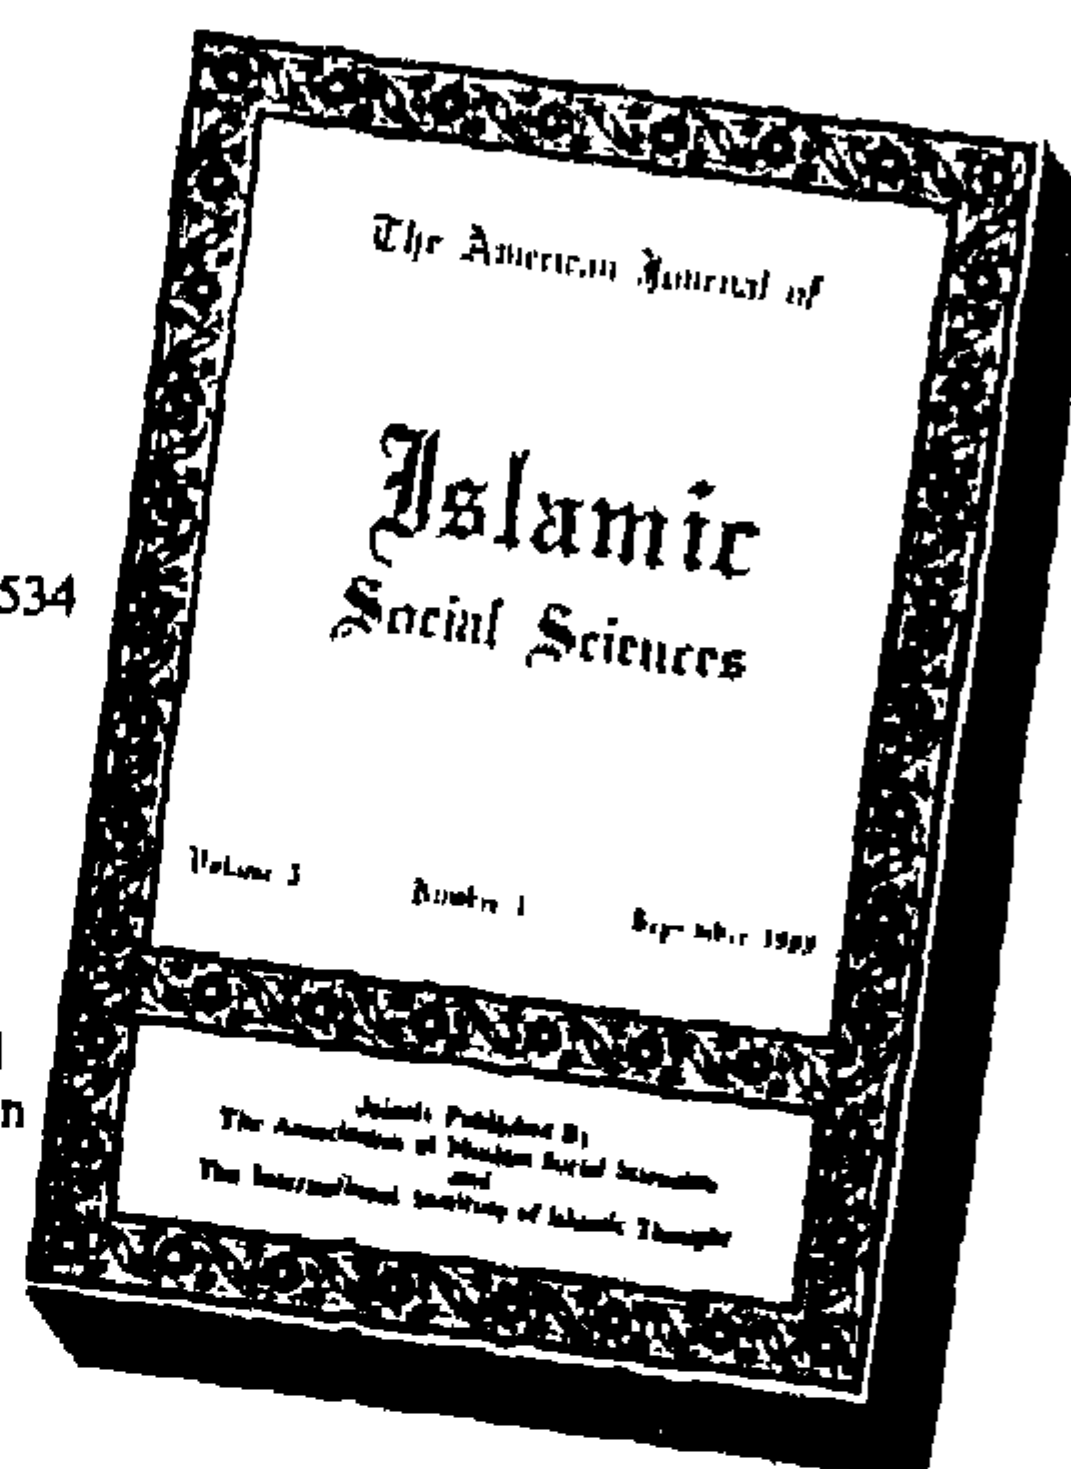 The American Journal of
Islamic
Social Sciences
534
Volume
Number 1
September
n
Jointly Published By
The Association of Muslim Social Scientists
and
The International Institute of Islamic Thought